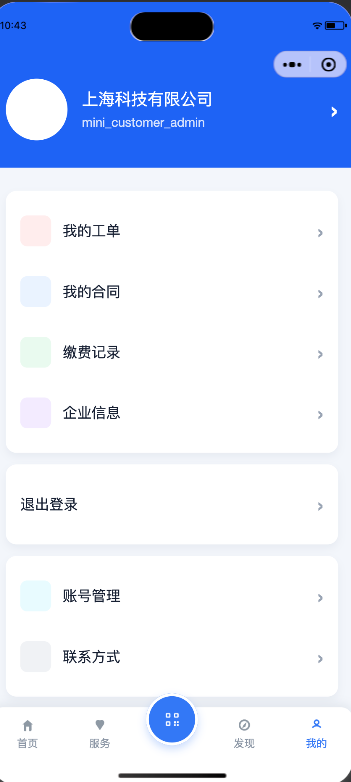 10:43
上海科技有限公司
mini_customer_admin
我的工单
我的合同
缴费记录
企业信息
退出登录
账号管理
联系方式
首页
服务
发现
我的